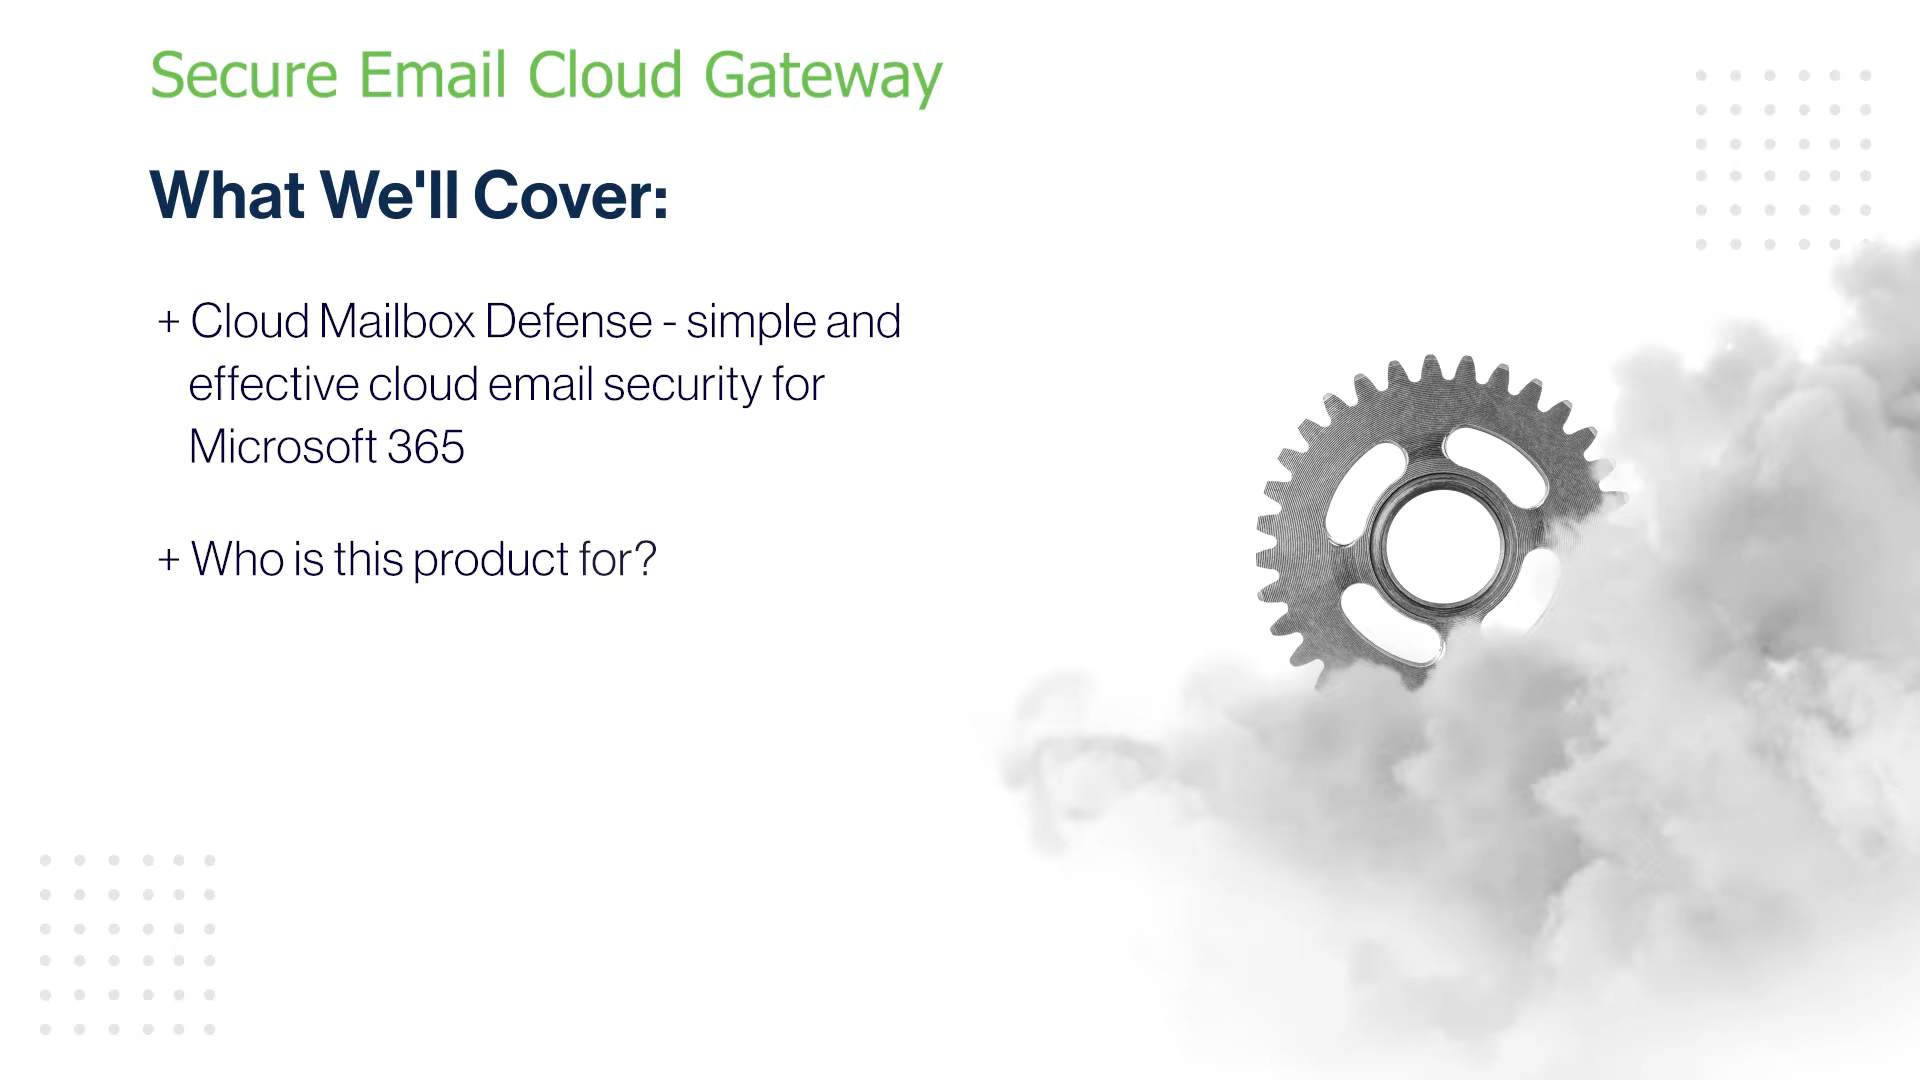 Secure Email Cloud Gateway
What We'll Cover:
+ Cloud Mailbox Defense - simple and
effective cloud email security for
Microsoft 365
+ Who is this product for?